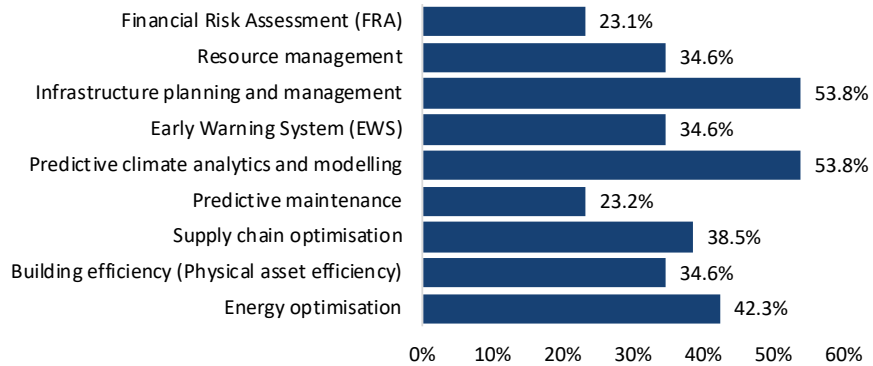 Financial Risk Assessment (FRA) 23.1%
Resource management 34.6%
Infrastructure planning and management 53.8%
Early Warning System (EWS) 34.6%
Predictive climate analytics and modelling 53.8%
Predictive maintenance 23.2%
Supply chain optimisation 38.5%
Building efficiency (Physical asset efficiency) 34.6%
Energy optimisation 42.3%
0% 10% 20% 30% 40% 50% 60%